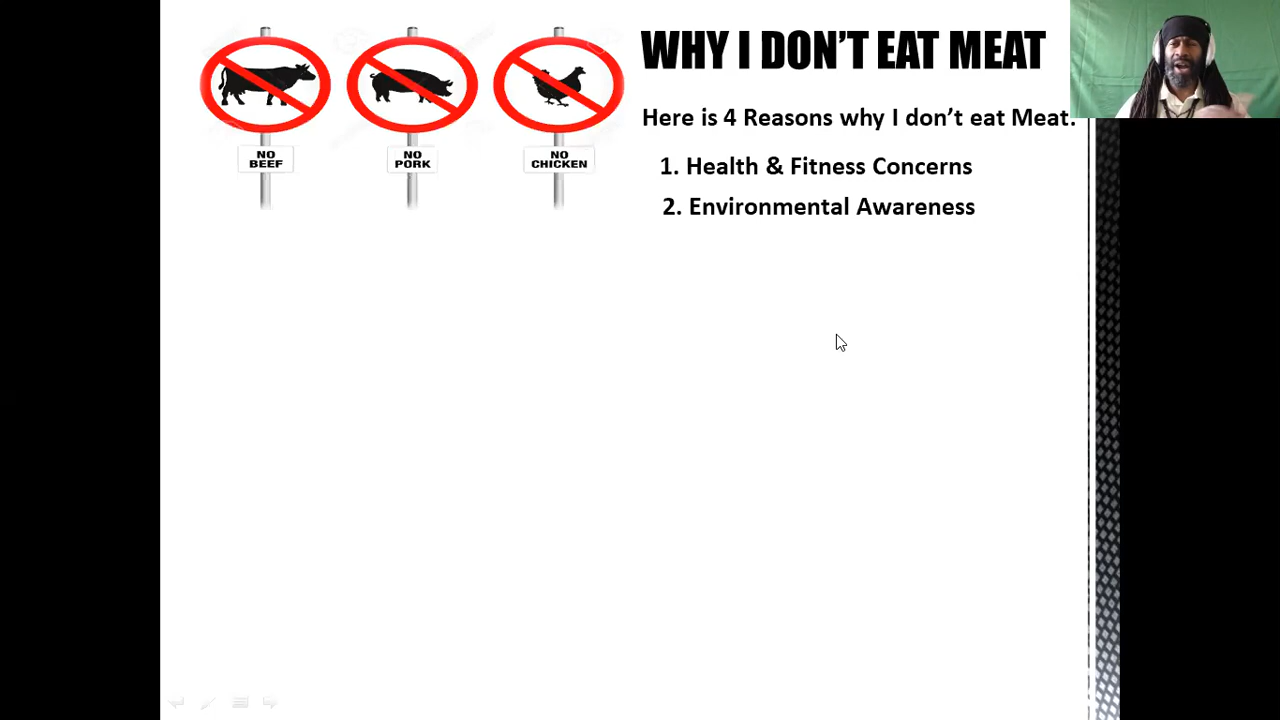 WHY I DON'T EAT MEAT
Here is 4 Reasons why I don't eat Meat.
1. Health & Fitness Concerns
2. Environmental Awareness
NO
BEEF
NO
PORK
NO
CHICKEN